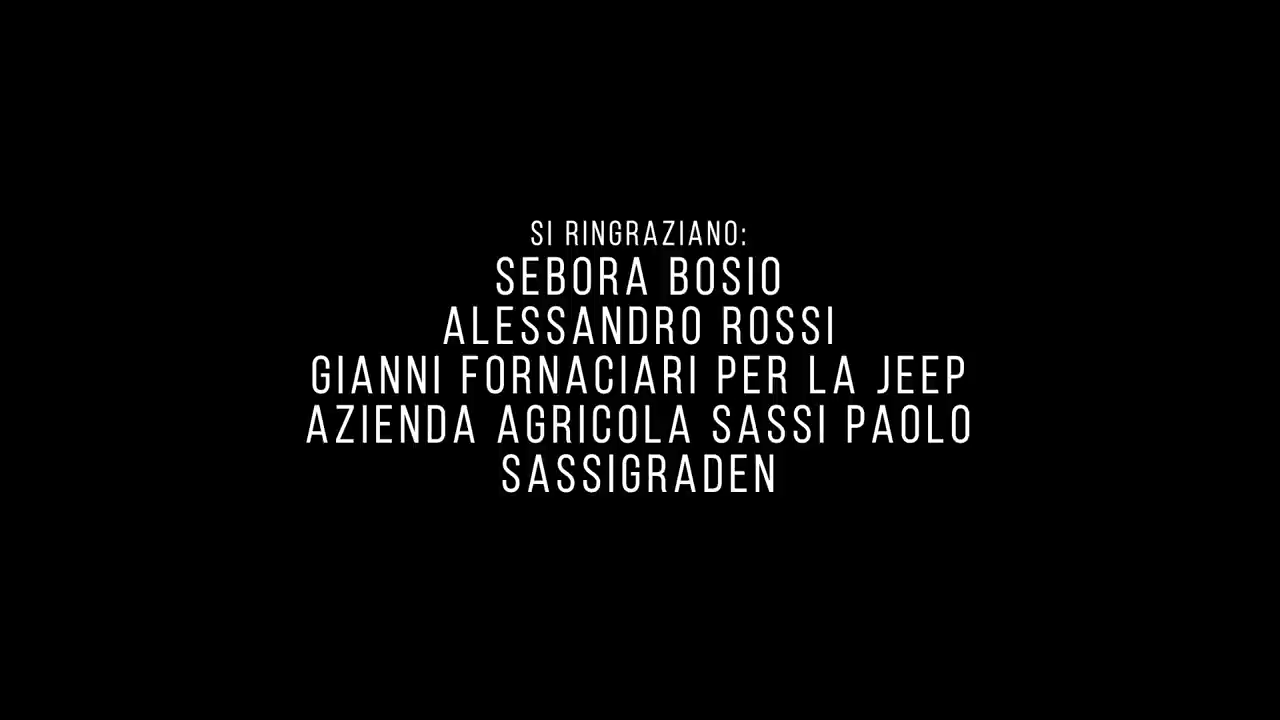 SI RINGRAZIANO:
SEBORA BOSIO
ALESSANDRO ROSSI
GIANNI FORNACIARI PER LA JEEP
AZIENDA AGRICOLA SASSI PAOLO
SASSIGRADEN